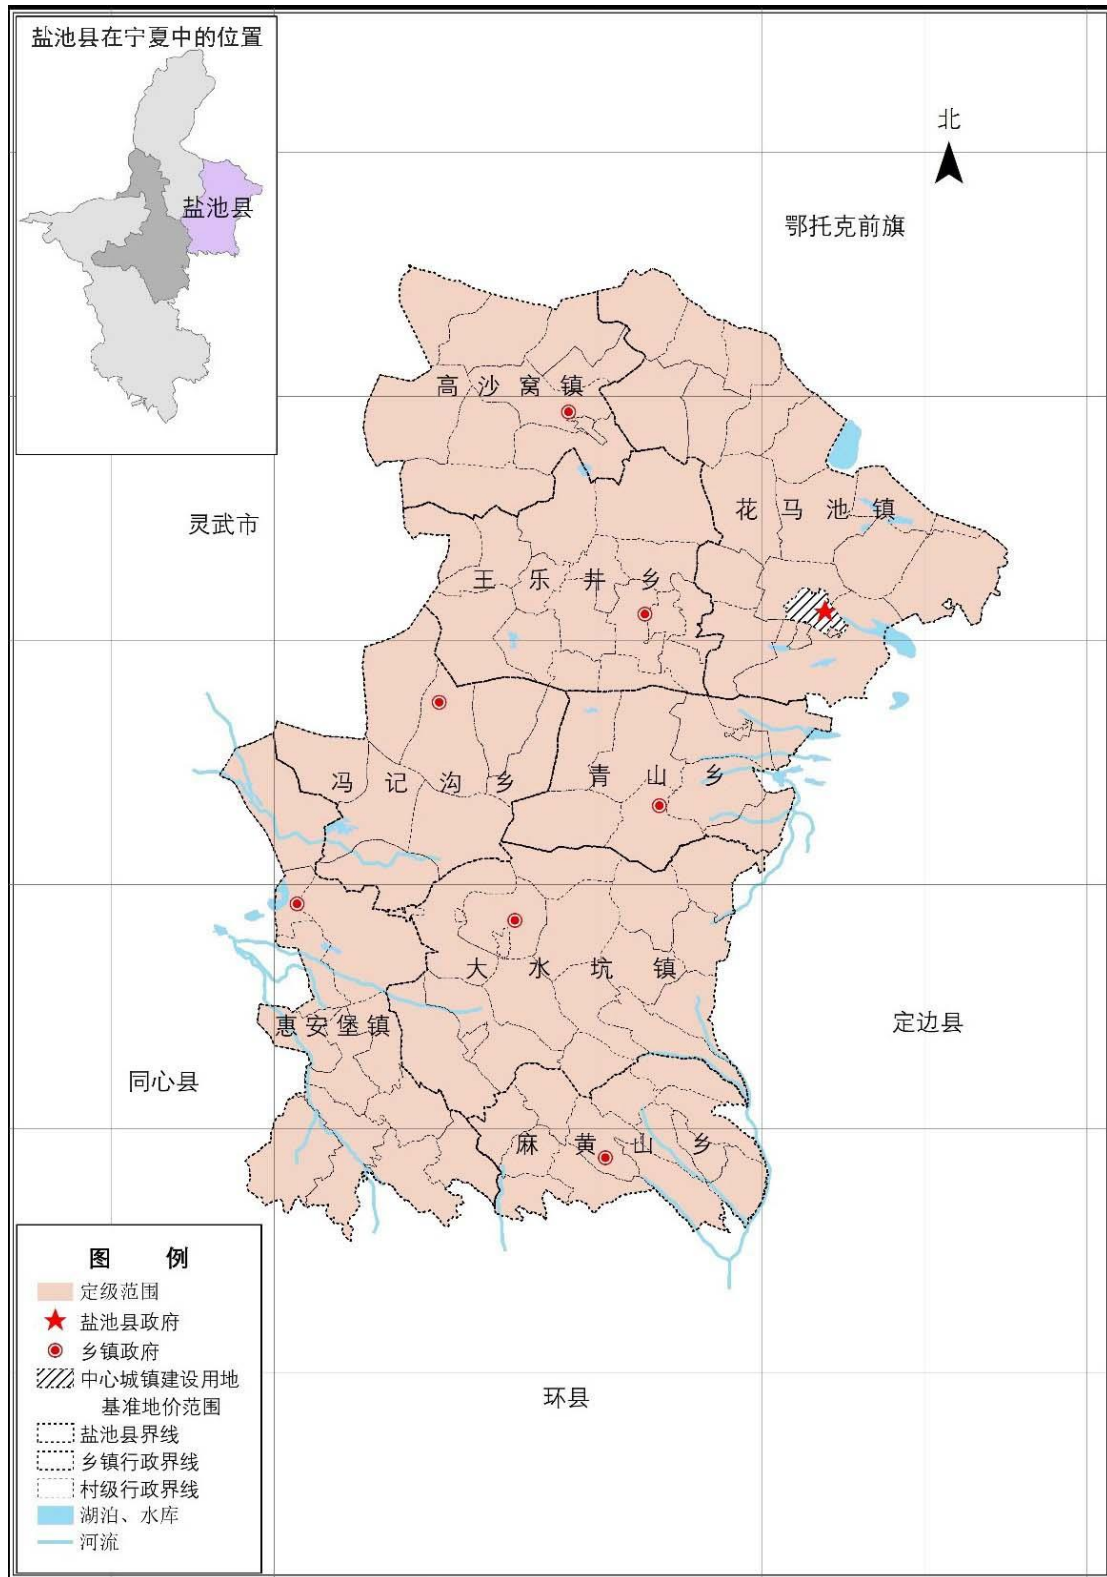 盐池县在宁夏中的位置
盐池县
北
鄂托克前旗
高沙窝镇
灵武市
花马池镇
王乐井乡
冯记沟乡
青山乡
大水坑镇
惠安堡镇
定边县
同心县
麻黄山乡
环县
图 例
定级范围
盐池县政府
乡镇政府
中心城镇建设用地
基准地价范围
盐池县界线
乡镇行政界线
村级行政界线
湖泊、水库
河流